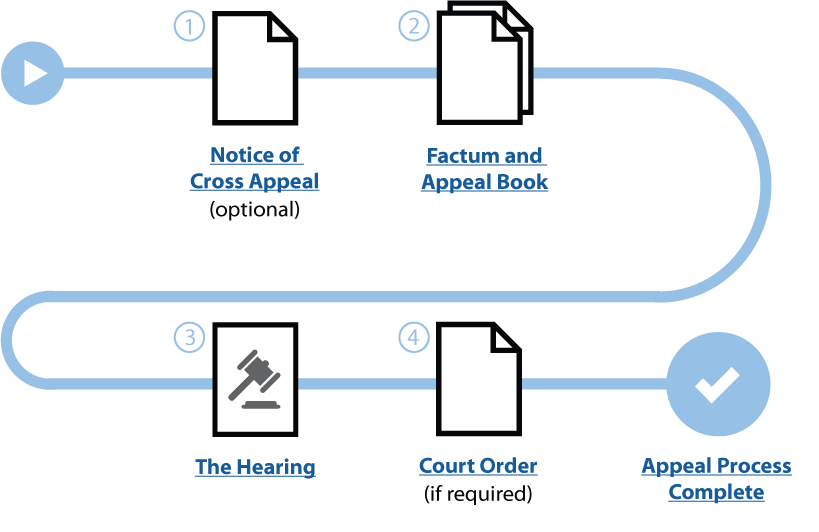 1
2
Notice of
Cross Appeal
(optional)
Factum and
Appeal Book
3
4
The Hearing
Court Order
(if required)
Appeal Process
Complete